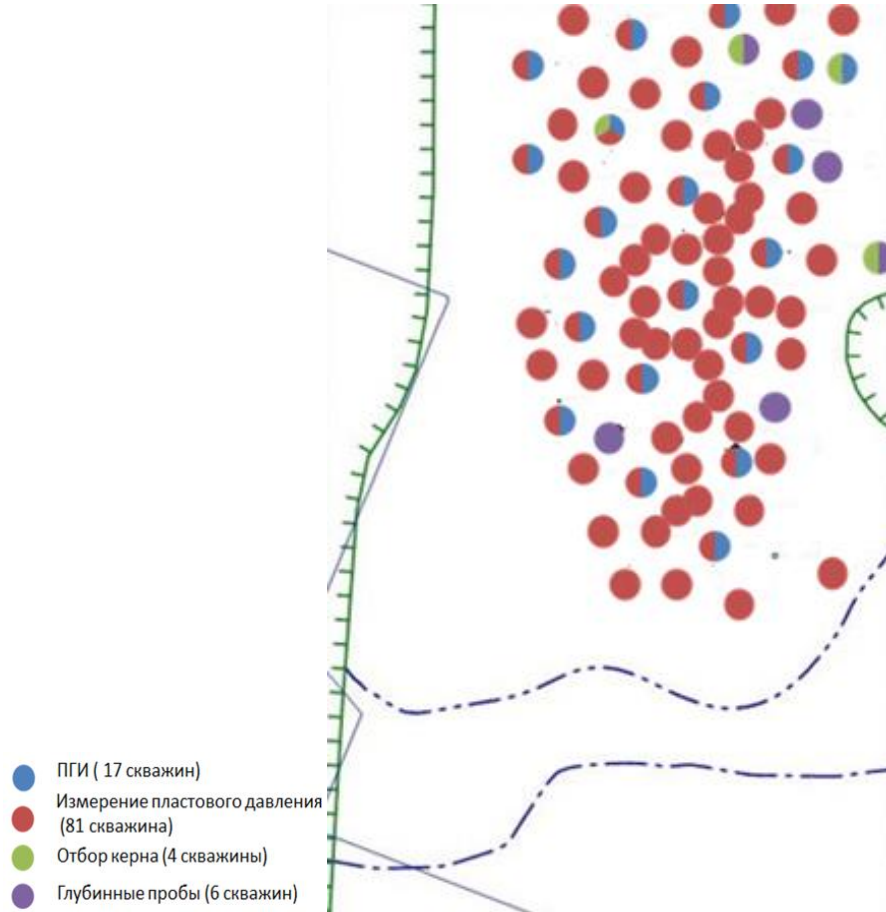 ПГИ ( 17 скважин)
Измерение пластового давления
(81 скважина)
Отбор керна (4 скважины)
Глубинные пробы (6 скважин)